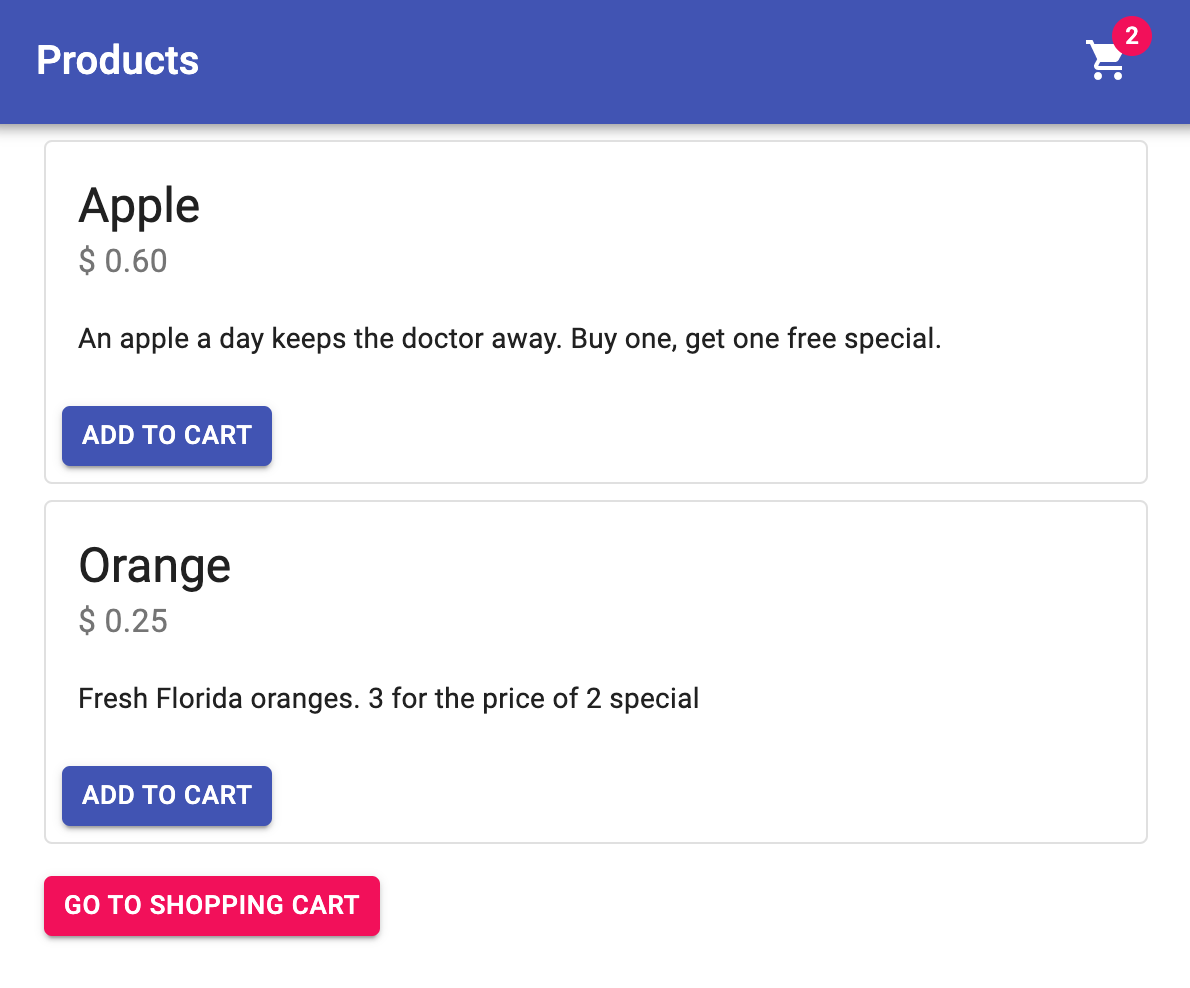 Products
2
Apple
$ 0.60
An apple a day keeps the doctor away. Buy one, get one free special.
ADD TO CART
Orange
$ 0.25
Fresh Florida oranges. 3 for the price of 2 special
ADD TO CART
GO TO SHOPPING CART